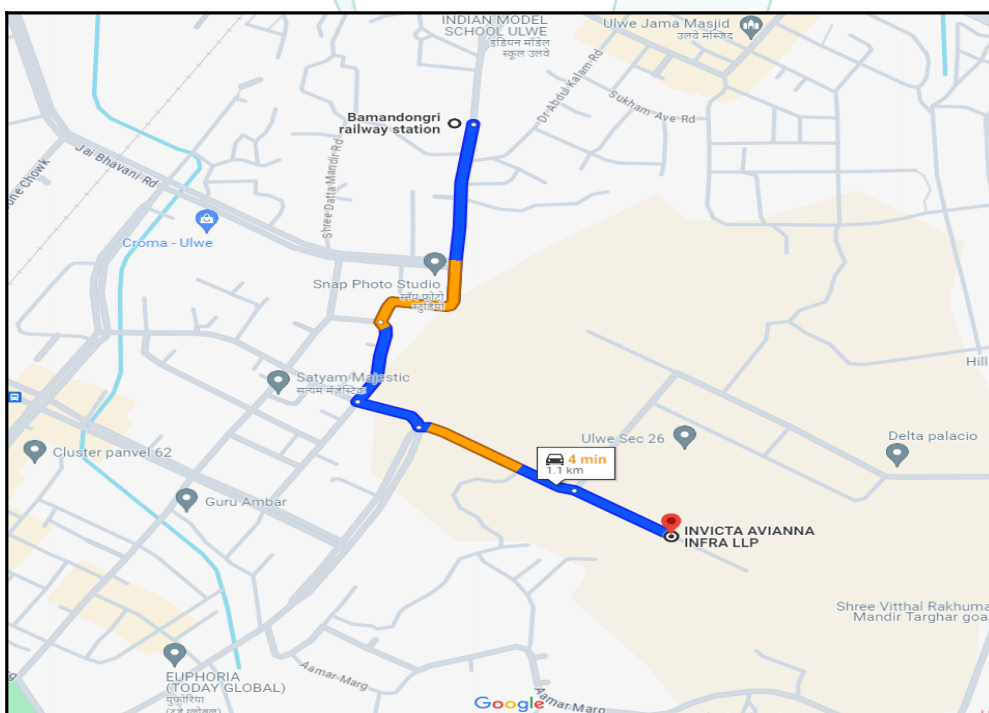 INDIAN MODEL
SCHOOL ULWE
इंडियन मॉडेल
स्कूल उलवे
Ulwe Jama Masjid
उलवे मस्जिद
Bamandongri
railway station
Dr Abdul Kalam Rd
Sukham Ave Rd
Jai Bhavani Rd
Shree Datta Mandir Rd
Croma - Ulwe
Snap Photo Studio
स्नॅप फोटो
स्टुडियो
Satyam Majestic
सत्यम मॅजेस्टिक
Hill
Cluster panvel 62
Ulwe Sec 26
Delta palacio
4 min
1.1 km
Guru Ambar
INVICTA AVIANNA
INFRA LLP
Shree Vitthal Rakhuma
Mandir Targhar goa
EUPHORIA
(TODAY GLOBAL)
युफोरिया
Aamar-Marg
Aamar Marg
Google